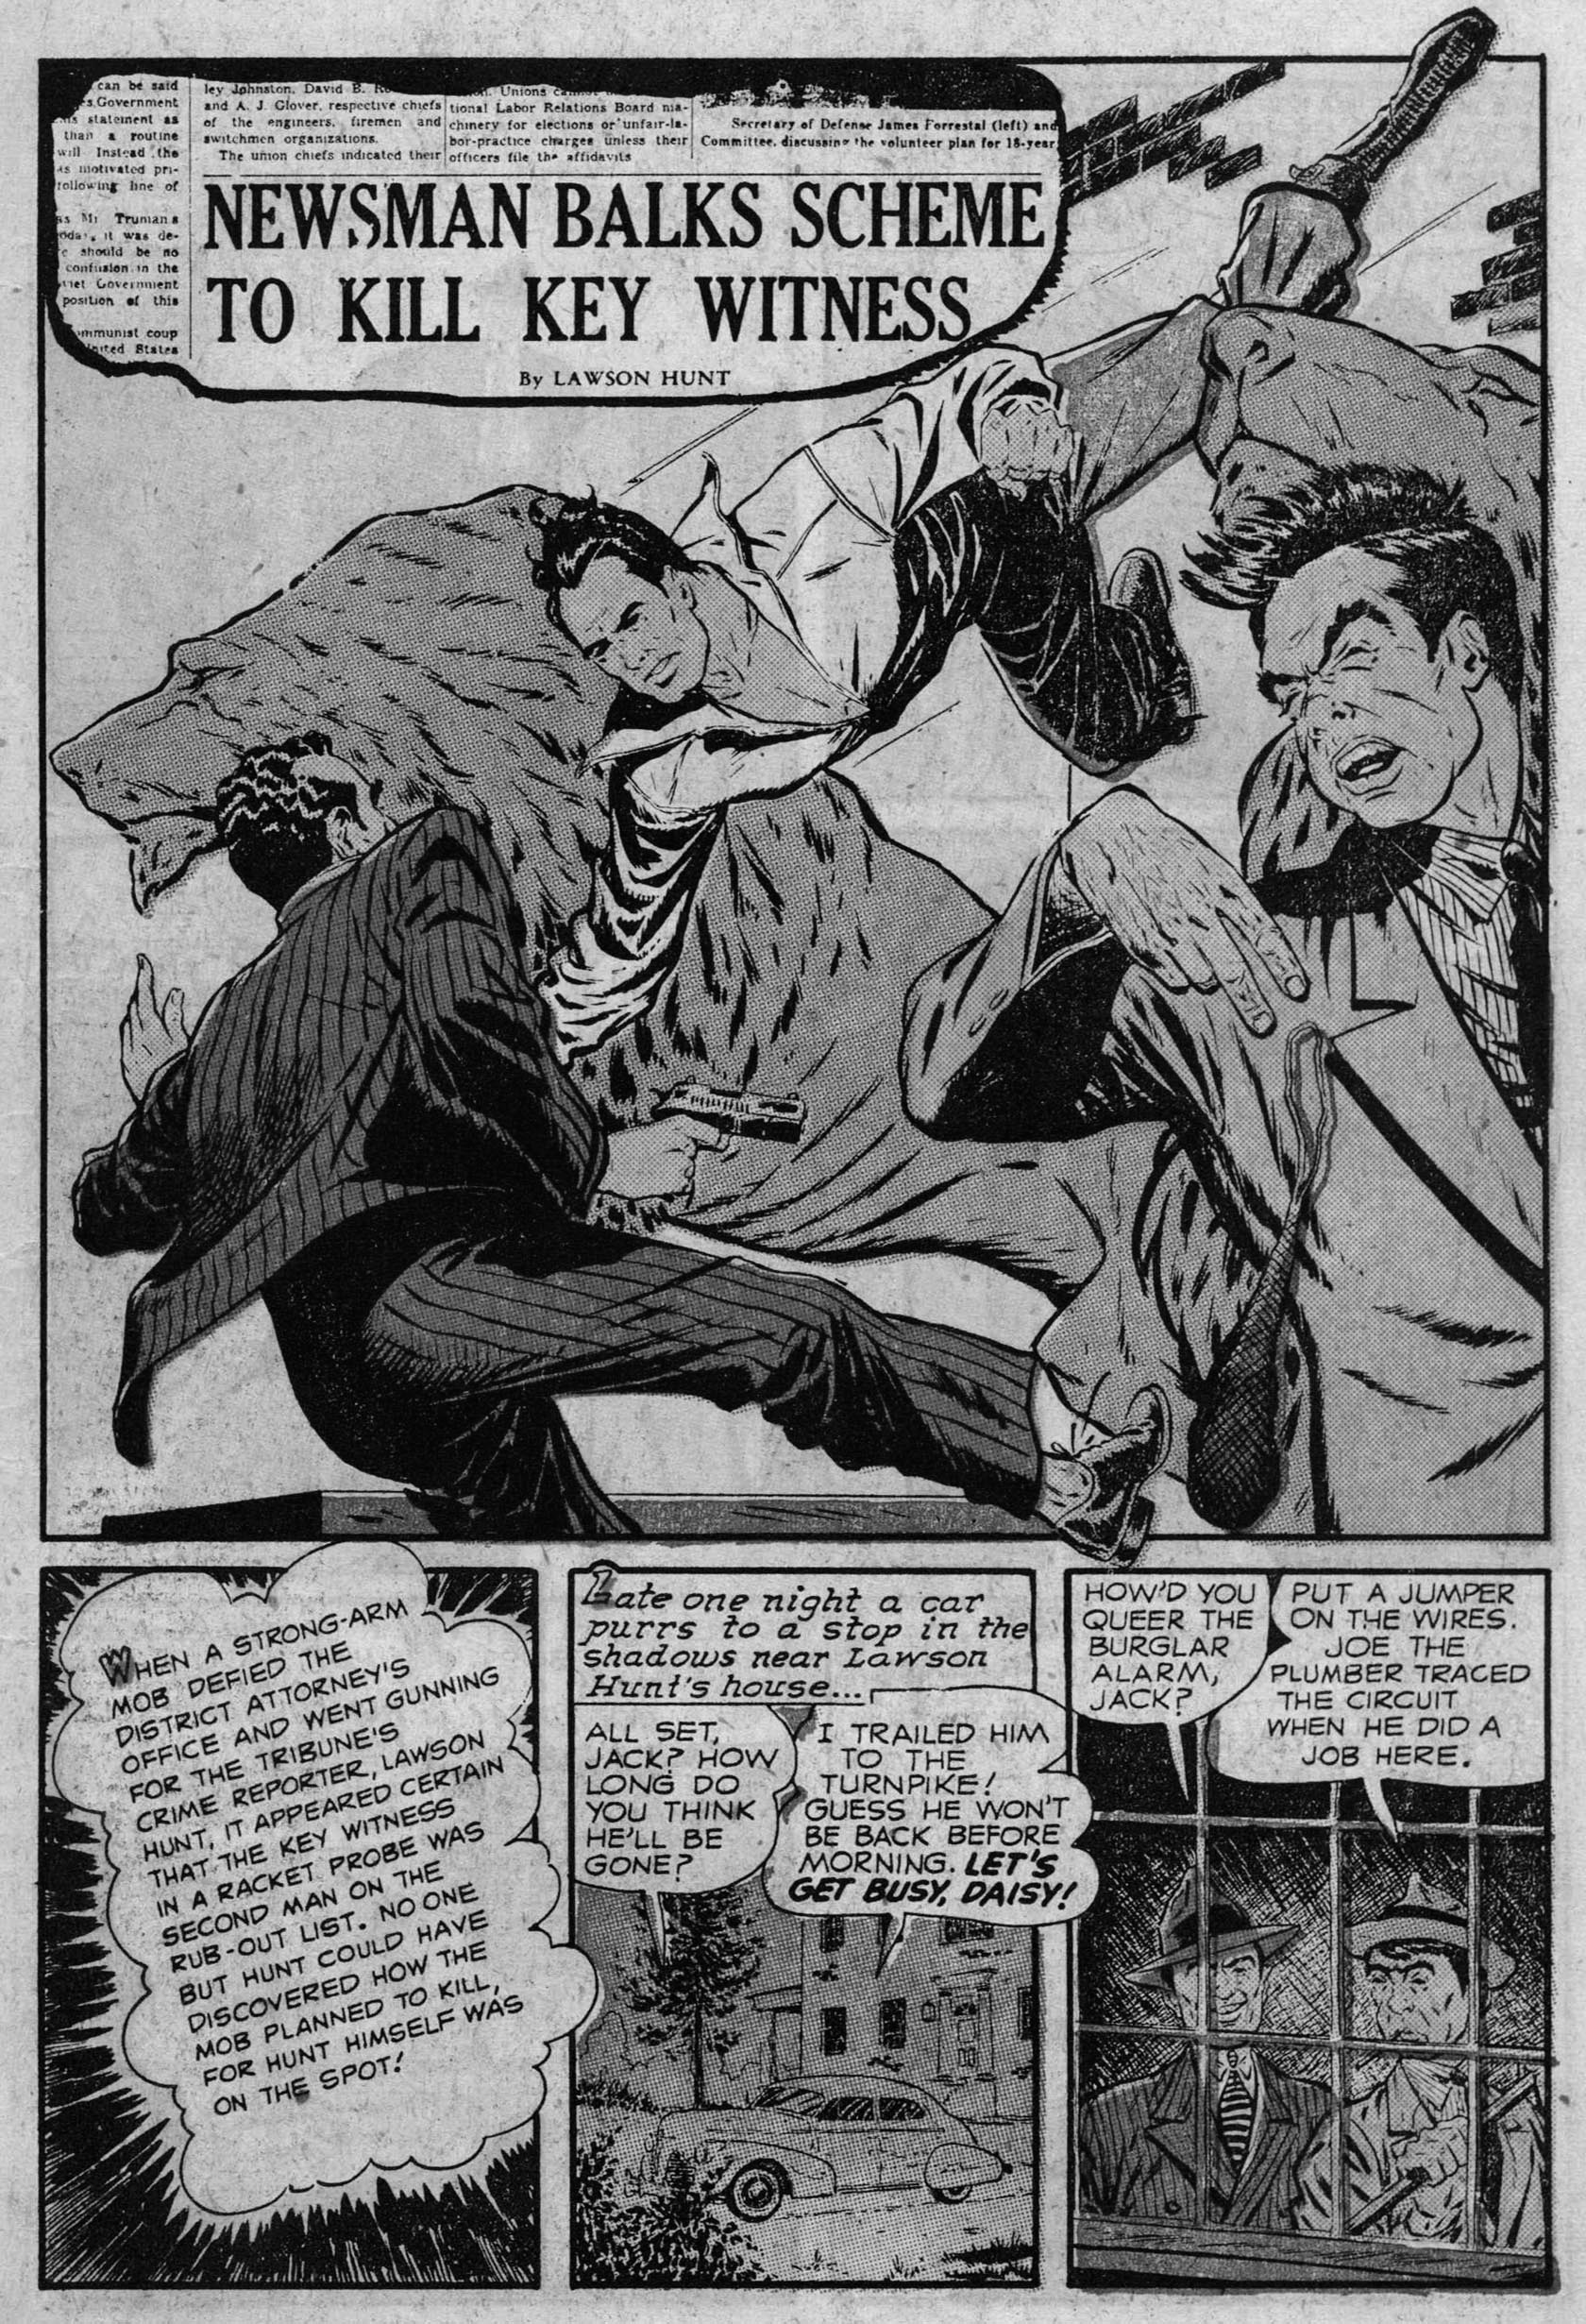 can be said
Government
statement as
than a routine
will Instead the
as motivated pri-
following line of
as Mr Trumans
it was de-
should be no
confusion in the
Government
position of this
coup
United States
ley Johnston, David B.
and A. J. Glover, respective chiefs
of the engineers, firemen and
switchmen organizations.
The union chiefs indicated their
Unions
tional Labor Relations Board ma-
chinery for elections or unfair-la-
bor-practice charges unless their
officers file the affidavits
Secretary of Defense James Forrestal (left) and
Committee, discussing the volunteer plan for 18-year
NEWSMAN BALKS SCHEME
TO KILL KEY WITNESS
By LAWSON HUNT
WHEN A STRONG-ARM
MOB DEFIED THE
DISTRICT ATTORNEY'S
OFFICE AND WENT GUNNING
FOR THE TRIBUNE'S
CRIME REPORTER, LAWSON
HUNT, IT APPEARED CERTAIN
THAT THE KEY WITNESS
IN A RACKET PROBE WAS
SECOND MAN ON THE
RUB-OUT LIST. NO ONE
BUT HUNT COULD HAVE
DISCOVERED HOW THE
MOB PLANNED TO KILL,
FOR HUNT HIMSELF WAS
ON THE SPOT!
Late one night a car
purrs to a stop in the
shadows near Lawson
Hunt's house...
ALL SET,
JACK? HOW
LONG DO
YOU THINK
HE'LL BE
GONE?
I TRAILED HIM
TO THE
TURNPIKE!
GUESS HE WON'T
BE BACK BEFORE
MORNING. LET'S
GET BUSY, DAISY!
HOW'D YOU
QUEER THE
BURGLAR
ALARM,
JACK?
PUT A JUMPER
ON THE WIRES.
JOE THE
PLUMBER TRACED
THE CIRCUIT
WHEN HE DID A
JOB HERE.